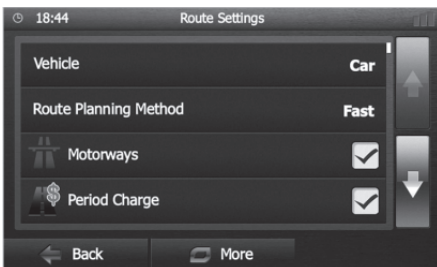 18:44 Route Settings
Vehicle Car
Route Planning Method Fast
Motorways
Period Charge
Back More